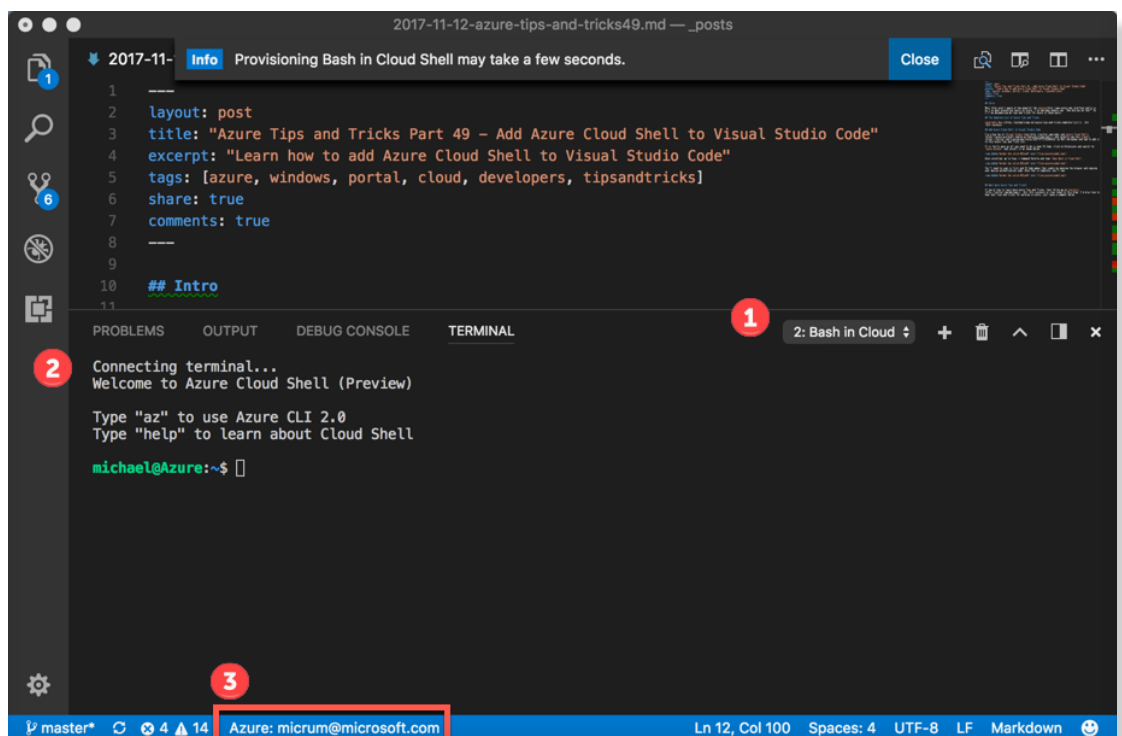 2017-11-12-azure-tips-and-tricks49.md — _posts
2017-11-
Info Provisioning Bash in Cloud Shell may take a few seconds. Close
1
1 ---
2 layout: post
3 title: "Azure Tips and Tricks Part 49 - Add Azure Cloud Shell to Visual Studio Code"
4 excerpt: "Learn how to add Azure Cloud Shell to Visual Studio Code"
5 tags: [azure, windows, portal, cloud, developers, tipsandtricks]
6 share: true
7 comments: true
8 ---
9
10 ## Intro
11
6
1
PROBLEMS OUTPUT DEBUG CONSOLE TERMINAL 2: Bash in Cloud
2
Connecting terminal...
Welcome to Azure Cloud Shell (Preview)
Type "az" to use Azure CLI 2.0
Type "help" to learn about Cloud Shell
michael@Azure:~$
3
master* 4 14 Azure: micrum@microsoft.com Ln 12, Col 100 Spaces: 4 UTF-8 LF Markdown